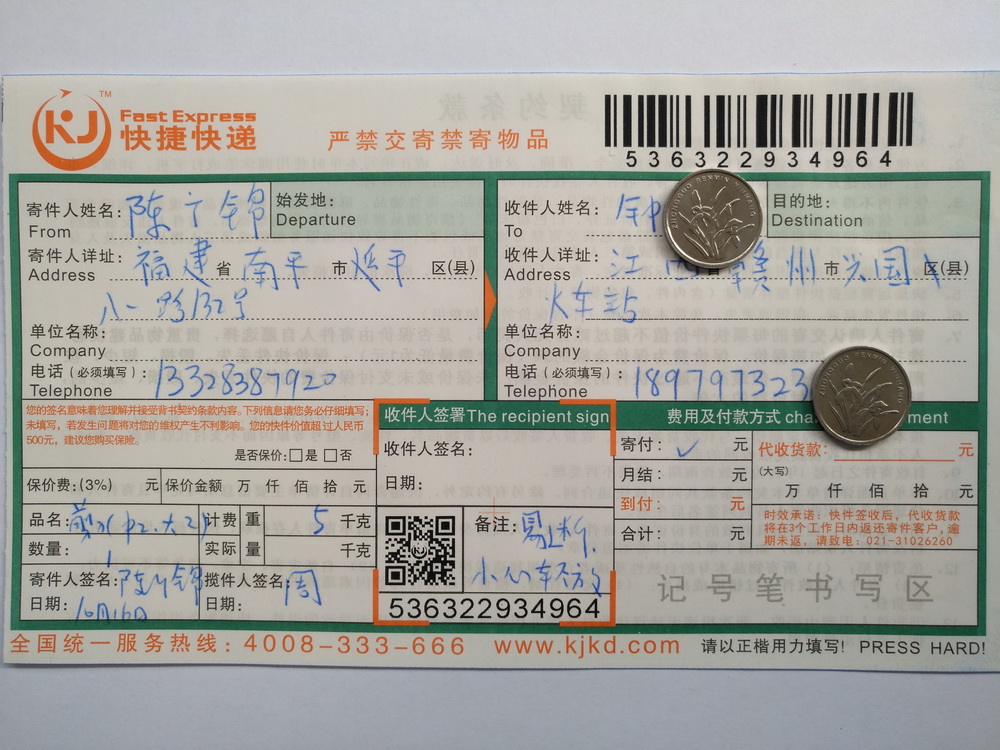 KJ TM Fast Express
快捷快递
严禁交寄禁寄物品
536322934964
寄件人姓名: 陈广锦
From
始发地:
Departure
寄件人详址: 福建省南平市延平区(县)
Address
八一路132号
单位名称:
Company
电话(必须填写): 13328387920
Telephone
收件人姓名: 钟
To
目的地:
Destination
收件人详址: 江西省赣州市兴国区(县)
Address
火车站
单位名称:
Company
电话(必须填写): 189797323
Telephone
您的签名意味着您理解并接受背书契约条款内容。下列信息请您务必仔细填写;
未填写,若发生问题将对您的维权产生不利影响。您的快件价值超过人民币
500元,建议您购买保险。
是否保价:□是 □否
保价费:(3%) 元 保价金额 万 仟 佰 拾 元
品名:
数量: 1
计费重量 5 千克
实际重量 千克
寄件人签名: 陈广锦
日期: 10月16日
揽件人签名: 周
日期:
收件人签署 The recipient sign
收件人签名:
日期:
KJ
备注: 易碎
小心轻放
536322934964
费用及付款方式 cha ment
寄付: ✓ 元
月结: 元
到付: 元
合计: 元
代收货款: 元
(大写)
万 仟 佰 拾 元
时效承诺: 快件签收后, 代收货款
将在3个工作日内返还寄件客户, 逾
期未返, 请致电: 021-31026260
记号笔书写区
全国统一服务热线: 4008-333-666 www.kjkd.com 请以正楷用力填写! PRESS HARD!